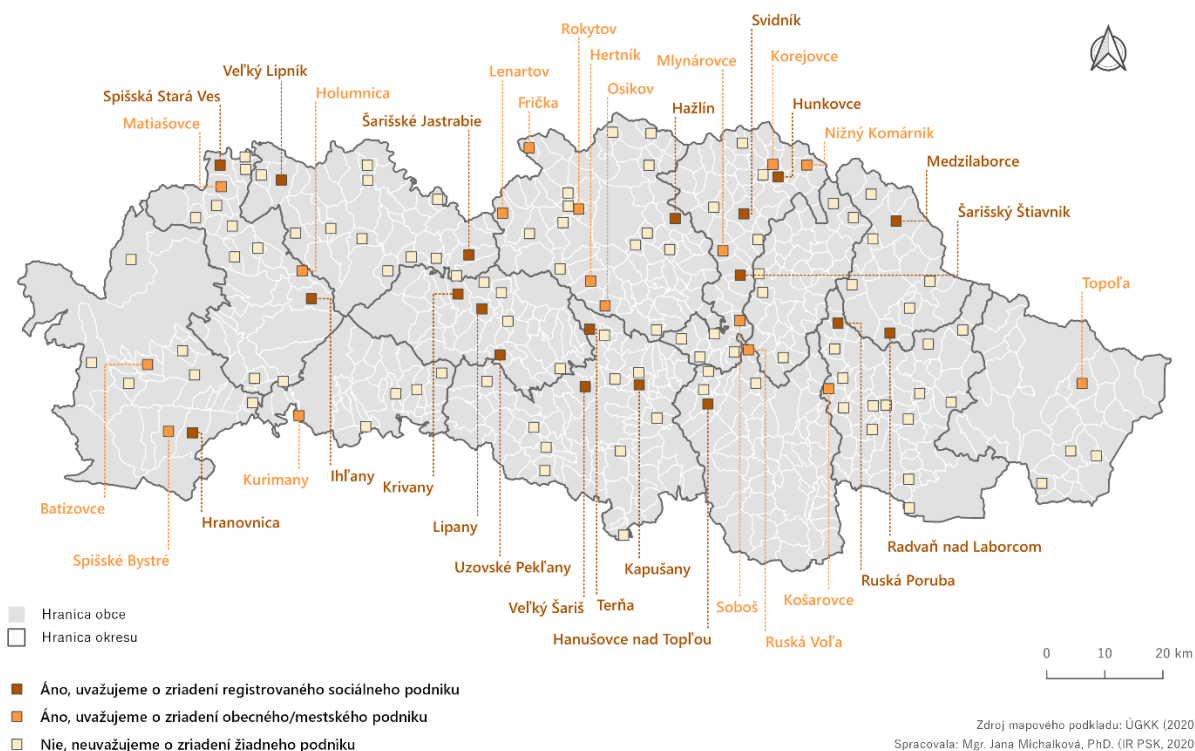 Svidník
Rokytov
Hertník
Mlynárovce
Korejovce
Veľký Lipník
Lenartov
Osikov
Spišská Stará Ves
Holumnica
Frička
Hažlín
Hunkovce
Matiašovce
Šarišské Jastrabie
Nižný Komárnik
Medzilaborce
Šarišský Štiavnik
Topoľa
Batizovce
Kurimany
Ihľany
Krivany
Hranovnica
Lipany
Spišské Bystré
Uzovské Pekľany
Kapušany
Radvaň nad Laborcom
Ruská Poruba
Veľký Šariš
Terňa
Soboš
Košarovce
Hanušovce nad Topľou
Ruská Voľa
Hranica obce
Hranica okresu
0 10 20 km
Áno, uvažujeme o zriadení registrovaného sociálneho podniku
Áno, uvažujeme o zriadení obecného/mestského podniku
Nie, neuvažujeme o zriadení žiadneho podniku
Zdroj mapového podkladu: ÚGKK (2020
Spracovala: Mgr. Jana Michalková, PhD. (IR PSK, 2020